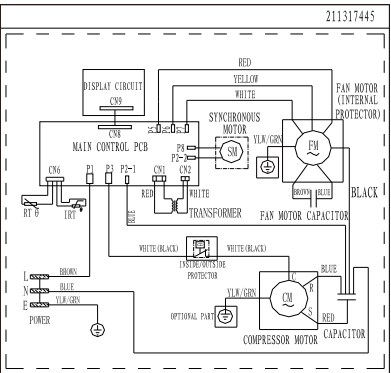 211317445
RED
YELLOW
WHITE
DISPLAY CIRCUIT
CN9
CN8
MAIN CONTROL PCB
FAN MOTOR
(INTERNAL
PROTECTOR)
SYNCHRONOUS
MOTOR
YLW/GRN
FM
P8
P2-2
SM
CN6
P1
P3
P2-1
CN1
CN2
RED
WHITE
BROWN
BLUE
BLACK
RT θ
IRT
BLUE
TRANSFORMER
FAN MOTOR CAPACITOR
WHITE(BLACK)
WHITE(BLACK)
INSIDE/OUTSIDE
PROTECTOR
L
BROWN
N
BLUE
E
YLW/GRN
POWER
YLW/GRN
C
R
S
CM
BLUE
RED
OPTIONAL PART
COMPRESSOR MOTOR
CAPACITOR